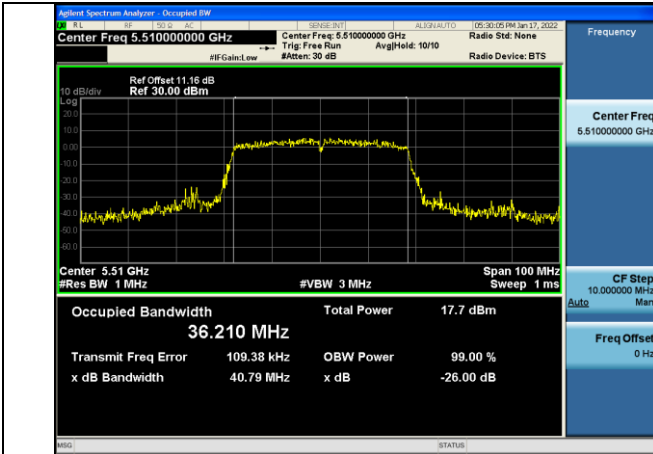 Agilent Spectrum Analyzer - Occupied BW
RL RF 50 Ω AC SENSE:INT ALIGNAUTO 05:30:05 PM Jan 17, 2022
Center Freq 5.510000000 GHz Center Freq: 5.510000000 GHz Radio Std: None
Trig: Free Run Avg|Hold: 10/10
#IFGain:Low #Atten: 30 dB Radio Device: BTS
Ref Offset 11.16 dB
10 dB/div Ref 30.00 dBm
Log
20.0
10.0
0.00
-10.0
-20.0
-30.0
-40.0
-50.0
-60.0
Center 5.51 GHz Span 100 MHz
#Res BW 1 MHz #VBW 3 MHz Sweep 1 ms
Occupied Bandwidth Total Power 17.7 dBm
36.210 MHz
Transmit Freq Error 109.38 kHz OBW Power 99.00 %
x dB Bandwidth 40.79 MHz x dB -26.00 dB
MSG STATUS
Frequency
Center Freq
5.510000000 GHz
CF Step
10.000000 MHz
Auto Man
Freq Offset
0 Hz